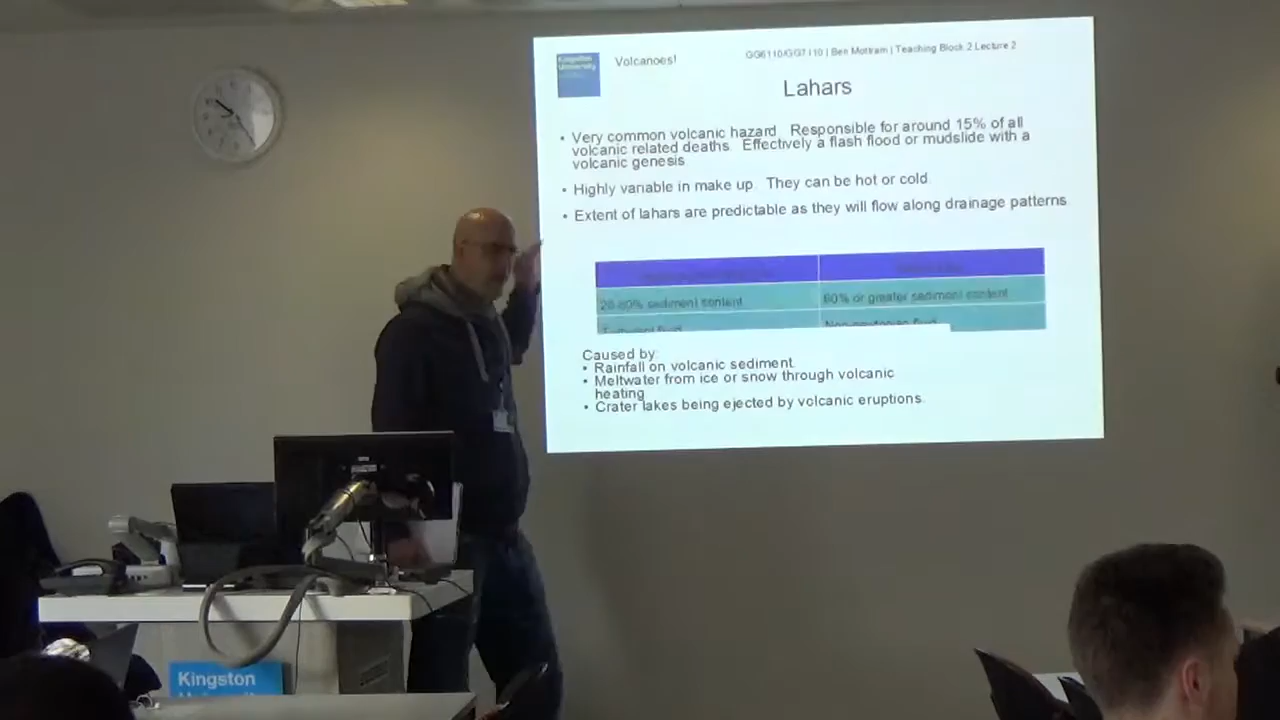 Kingston
University
Volcanoes!
GG6110/GG7110 | Ben Mottram | Teaching Block 2 Lecture 2
Lahars
• Very common volcanic hazard. Responsible for around 15% of all
volcanic related deaths. Effectively a flash flood or mudslide with a
volcanic genesis
• Highly variable in make up. They can be hot or cold.
• Extent of lahars are predictable as they will flow along drainage patterns
sediment content
60% or greater sediment content
fluid
fluid
Caused by:
• Rainfall on volcanic sediment.
• Meltwater from ice or snow through volcanic
heating
• Crater lakes being ejected by volcanic eruptions.
Kingston